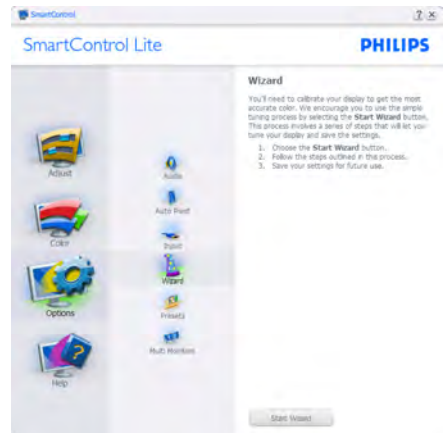 SmartControl
? ×
SmartControl Lite
PHILIPS
Wizard
You'll need to calibrate your display to get the most
accurate color. We encourage you to use the simple
tuning process by selecting the Start Wizard button.
This process involves a series of steps that will let you
tune your display and save the settings.
1. Choose the Start Wizard button.
2. Follow the steps outlined in this process.
3. Save your settings for future use.
Adjust
Color
Options
Help
Audio
Auto Pivot
Input
Wizard
Presets
Multi Monitors
Start Wizard